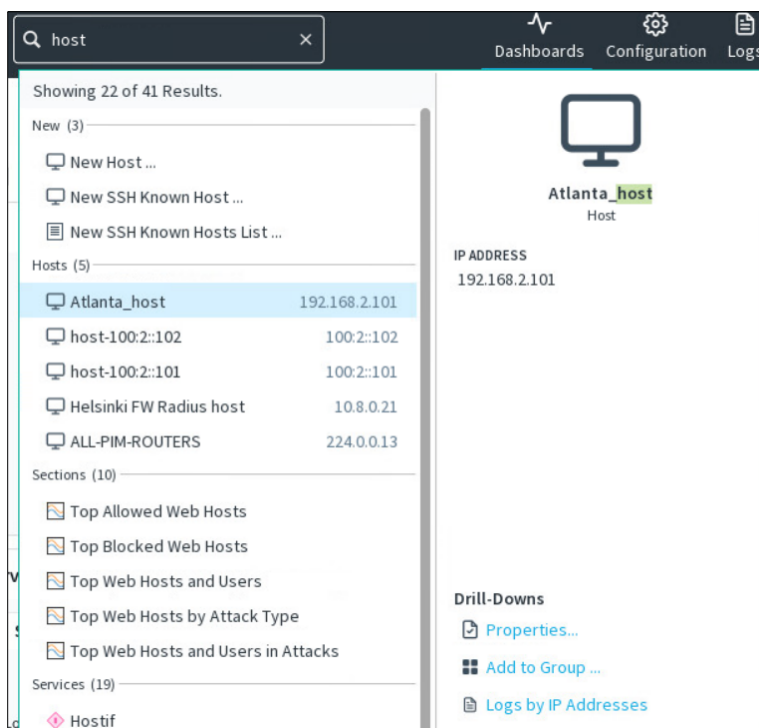 host
Dashboards
Configuration
Logs
Showing 22 of 41 Results.
New (3)
New Host ...
New SSH Known Host ...
New SSH Known Hosts List ...
Hosts (5)
Atlanta_host 192.168.2.101
host-100:2::102 100:2::102
host-100:2::101 100:2::101
Helsinki FW Radius host 10.8.0.21
ALL-PIM-ROUTERS 224.0.0.13
Sections (10)
Top Allowed Web Hosts
Top Blocked Web Hosts
Top Web Hosts and Users
Top Web Hosts by Attack Type
Top Web Hosts and Users in Attacks
Services (19)
Hostif
Atlanta_host
Host
IP ADDRESS
192.168.2.101
Drill-Downs
Properties...
Add to Group ...
Logs by IP Addresses